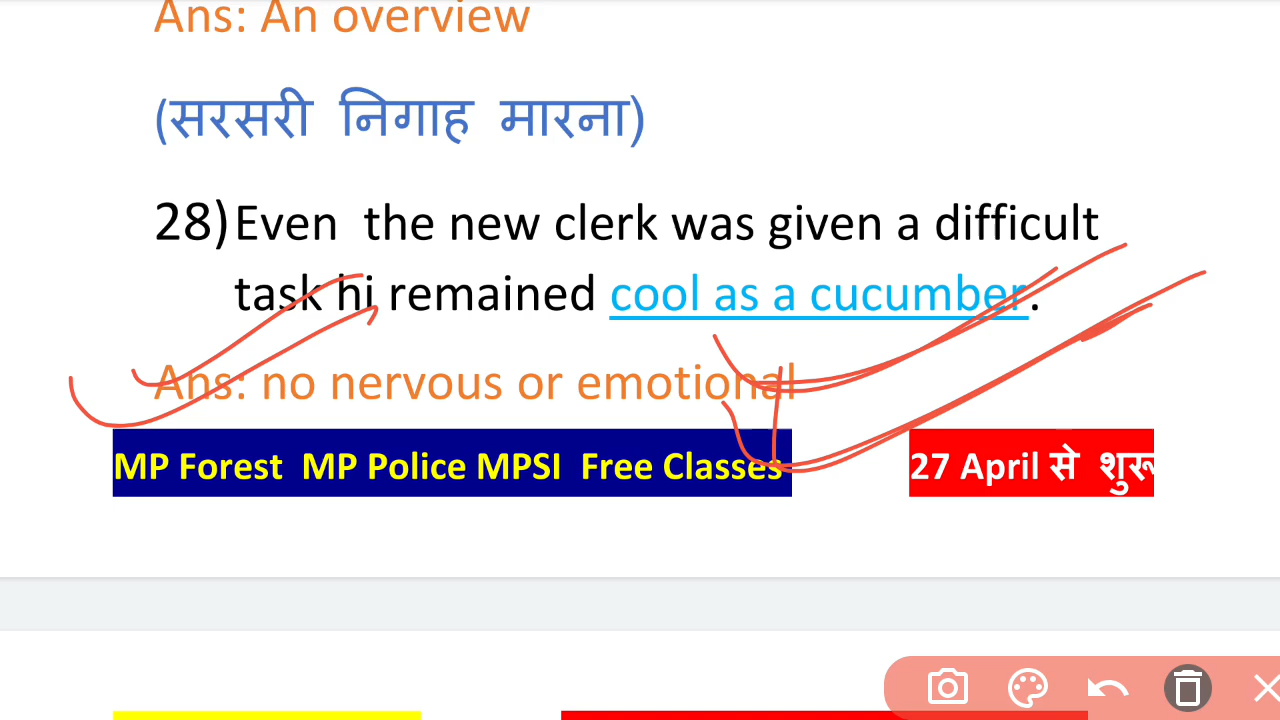 Ans: An overview
(सरसरी निगाह मारना)
28) Even the new clerk was given a difficult
task hi remained cool as a cucumber.
Ans: no nervous or emotional
MP Forest MP Police MPSI Free Classes 27 April से शुरू